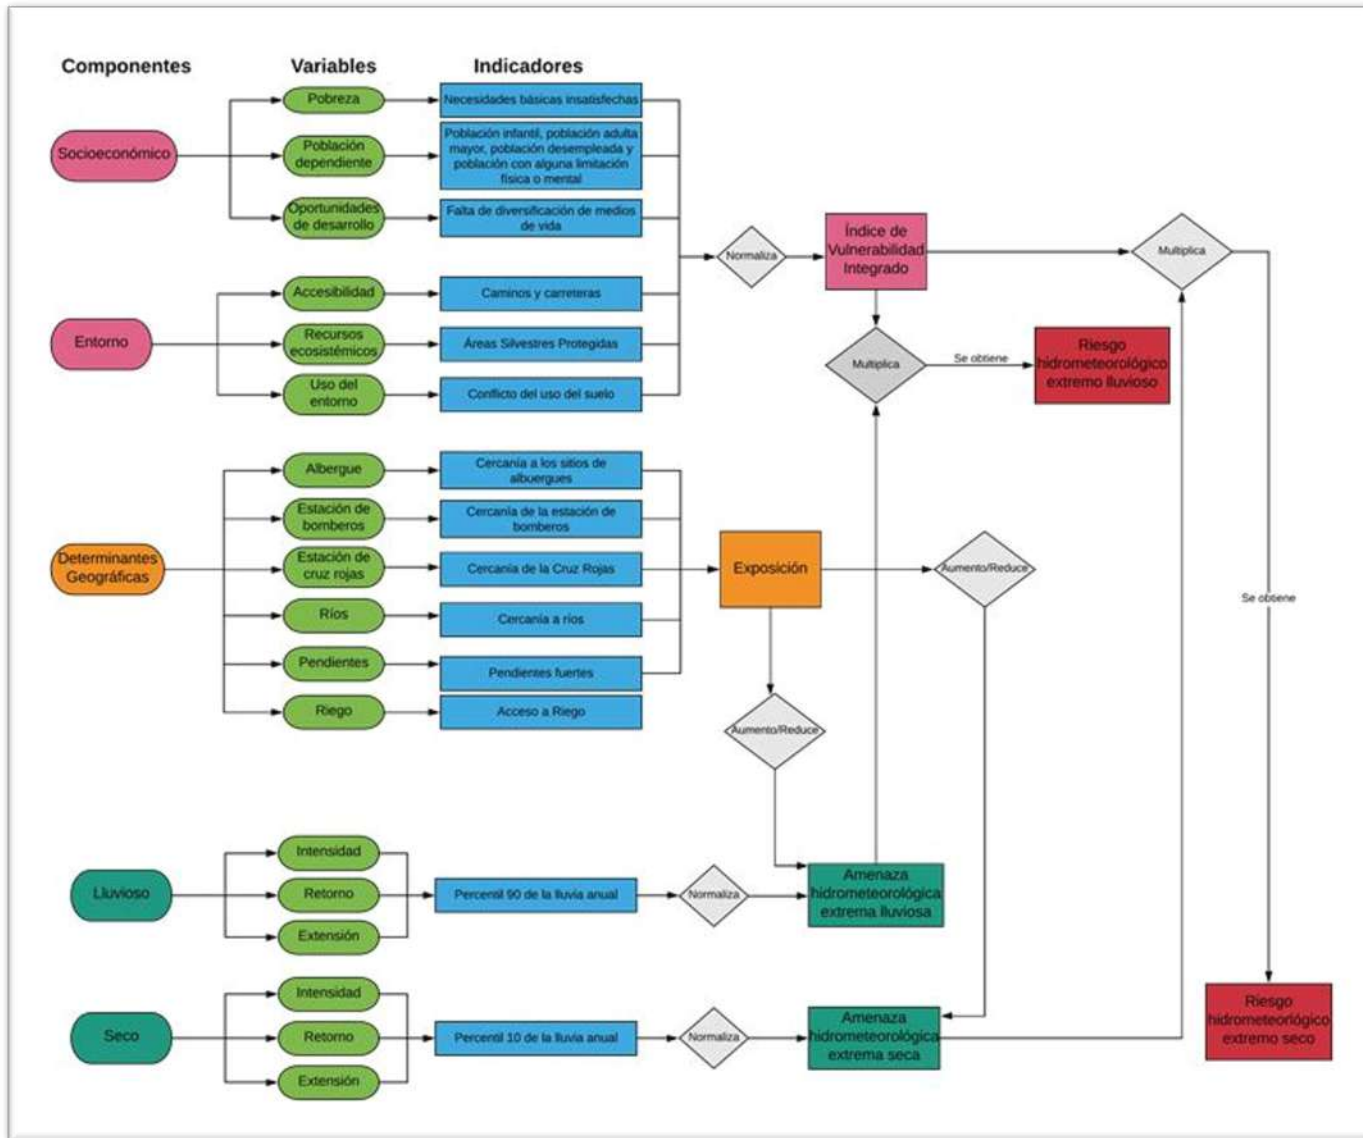 Componentes
Variables
Indicadores
Socioeconómico
Pobreza
Necesidades básicas insatisfechas
Población
dependiente
Población infantil, población adulta
mayor, población desempleada y
población con alguna limitación
física o mental
Oportunidades
de desarrollo
Falta de diversificación de medios
de vida
Entorno
Accesibilidad
Caminos y carreteras
Recursos
ecosistémicos
Áreas Silvestres Protegidas
Uso del
entorno
Conflicto del uso del suelo
Normaliza
Índice de
Vulnerabilidad
Integrado
Multiplica
Multiplica
Se obtiene
Riesgo
hidrometeorológico
extremo lluvioso
Determinantes
Geográficas
Albergue
Cercanía a los sitios de
albuergues
Estación de
bomberos
Cercanía de la estación de
bomberos
Estación de
cruz rojas
Cercanía de la Cruz Rojas
Ríos
Cercanía a ríos
Pendientes
Pendientes fuertes
Riego
Acceso a Riego
Exposición
Aumento/Reduce
Aumento/Reduce
Se obtiene
Lluvioso
Intensidad
Retorno
Extensión
Percentil 90 de la lluvia anual
Normaliza
Amenaza
hidrometeorológica
extrema lluviosa
Seco
Intensidad
Retorno
Extensión
Percentil 10 de la lluvia anual
Normaliza
Amenaza
hidrometeorológica
extrema seca
Riesgo
hidrometeorlógico
extremo seco